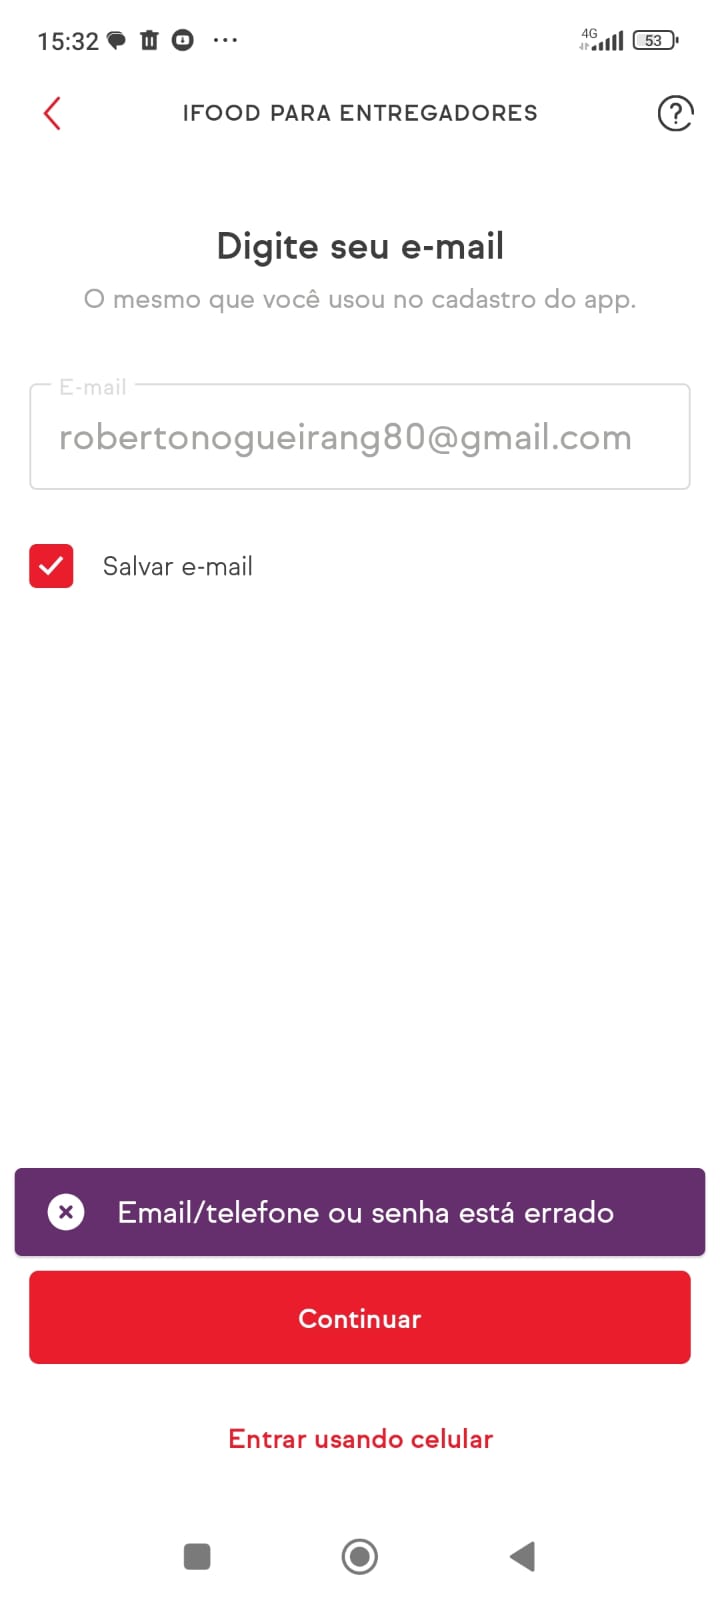 15:32
4G
53
IFOOD PARA ENTREGADORES
Digite seu e-mail
O mesmo que você usou no cadastro do app.
E-mail
robertonogueirang80@gmail.com
Salvar e-mail
Email/telefone ou senha está errado
Continuar
Entrar usando celular